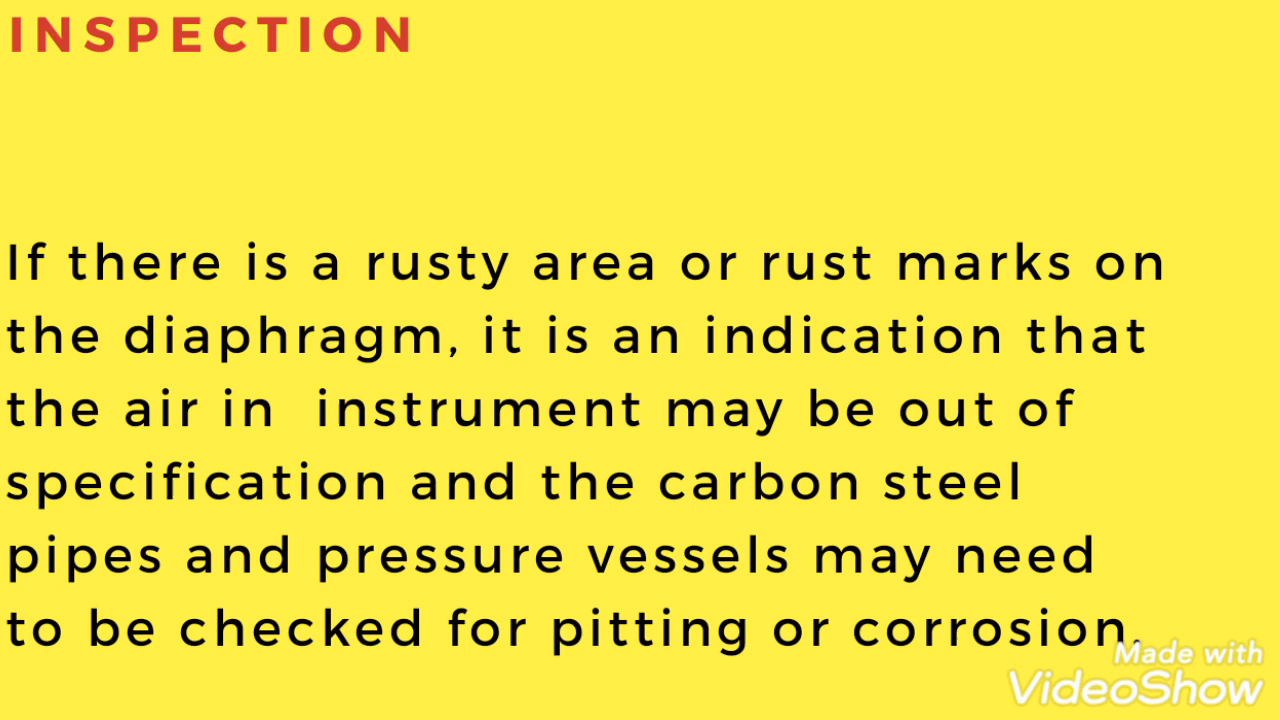 INSPECTION
If there is a rusty area or rust marks on
the diaphragm, it is an indication that
the air in  instrument may be out of
specification and the carbon steel
pipes and pressure vessels may need
to be checked for pitting or corrosion.
Made with
VideoShow